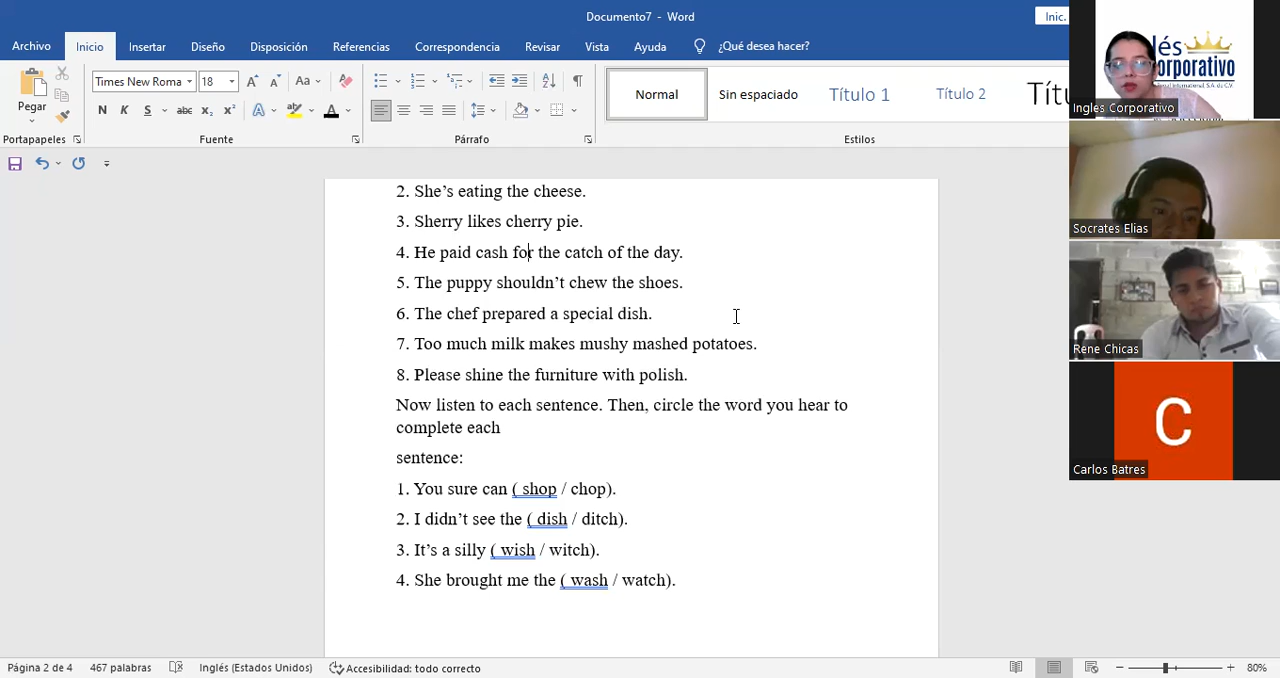 Documento7 - Word
Inic.
Archivo Inicio Insertar Diseño Disposición Referencias Correspondencia Revisar Vista Ayuda ¿Qué desea hacer?
Times New Roma 18 Aa
Pegar
N K S abc x₂ x² A A
Normal Sin espaciado Título 1 Título 2
Portapapeles Fuente Párrafo Estilos
2. She’s eating the cheese.
3. Sherry likes cherry pie.
4. He paid cash for the catch of the day.
5. The puppy shouldn’t chew the shoes.
6. The chef prepared a special dish.
7. Too much milk makes mushy mashed potatoes.
8. Please shine the furniture with polish.
Now listen to each sentence. Then, circle the word you hear to
complete each
sentence:
1. You sure can ( shop / chop).
2. I didn’t see the ( dish / ditch).
3. It’s a silly ( wish / witch).
4. She brought me the ( wash / watch).
Página 2 de 4 467 palabras Inglés (Estados Unidos) Accesibilidad: todo correcto 80%
Ingles Corporativo
Socrates Elias
Rene Chicas
C
Carlos Batres